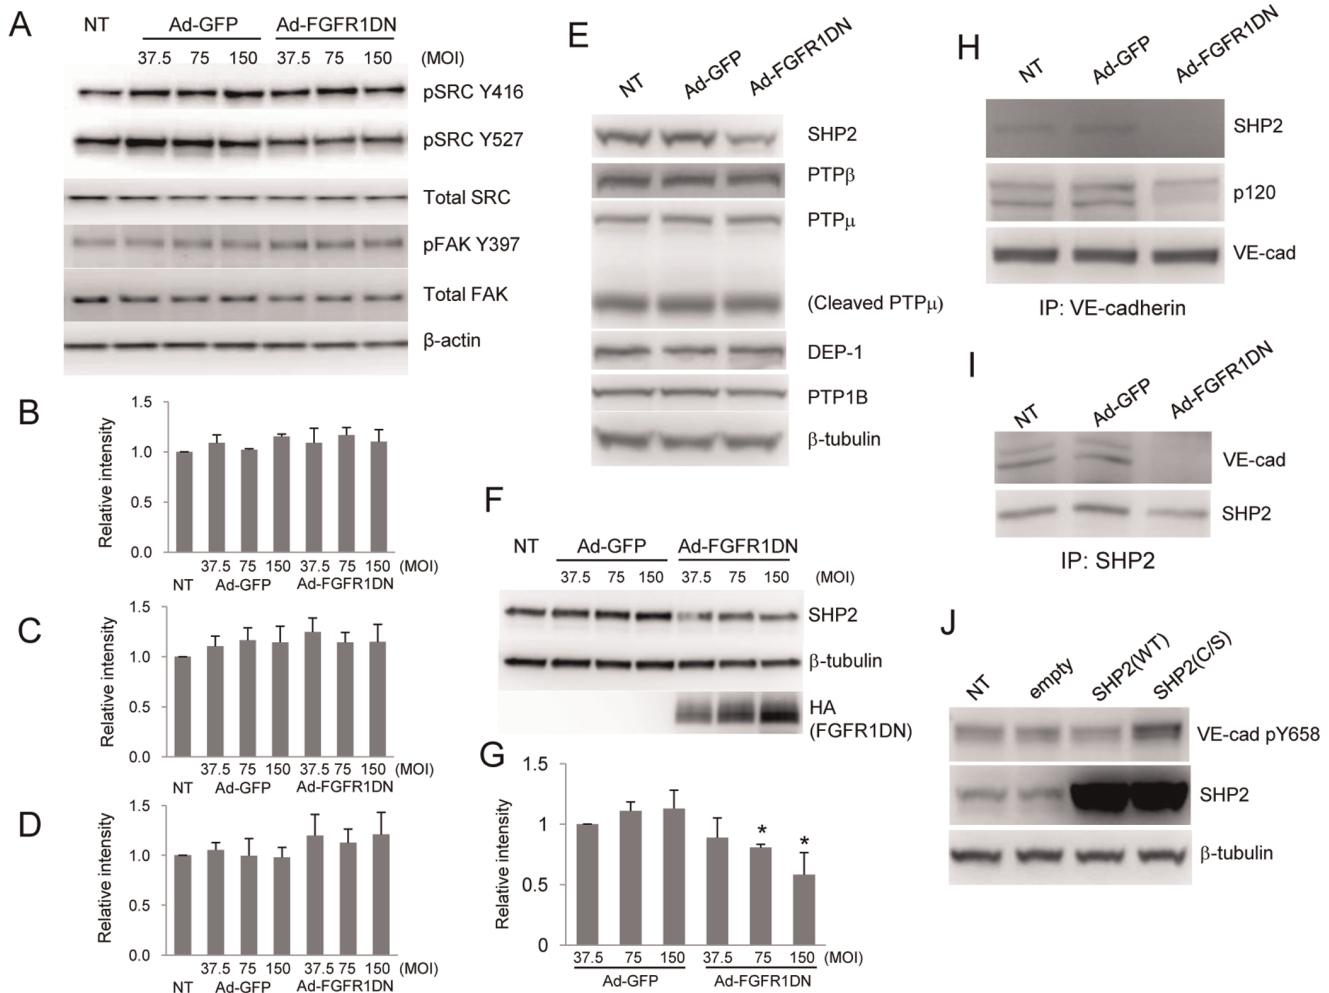 A
NT Ad-GFP Ad-FGFR1DN
37.5 75 150 37.5 75 150 (MOI)
pSRC Y416
pSRC Y527
Total SRC
pFAK Y397
Total FAK
β-actin
B
Relative intensity
1.5
1.0
0.5
0.0
37.5 75 150 37.5 75 150 (MOI)
NT Ad-GFP Ad-FGFR1DN
C
Relative intensity
1.5
1.0
0.5
0.0
37.5 75 150 37.5 75 150 (MOI)
NT Ad-GFP Ad-FGFR1DN
D
Relative intensity
1.5
1.0
0.5
0.0
37.5 75 150 37.5 75 150 (MOI)
NT Ad-GFP Ad-FGFR1DN
E
NT Ad-GFP Ad-FGFR1DN
SHP2
PTPβ
PTPμ
(Cleaved PTPμ)
DEP-1
PTP1B
β-tubulin
F
NT Ad-GFP Ad-FGFR1DN
37.5 75 150 37.5 75 150 (MOI)
SHP2
β-tubulin
HA
(FGFR1DN)
G
Relative intensity
1.5
1
0.5
0
* *
37.5 75 150 37.5 75 150 (MOI)
Ad-GFP Ad-FGFR1DN
H
NT Ad-GFP Ad-FGFR1DN
SHP2
p120
VE-cad
IP: VE-cadherin
I
NT Ad-GFP Ad-FGFR1DN
VE-cad
SHP2
IP: SHP2
J
NT empty SHP2(WT) SHP2(C/S)
VE-cad pY658
SHP2
β-tubulin